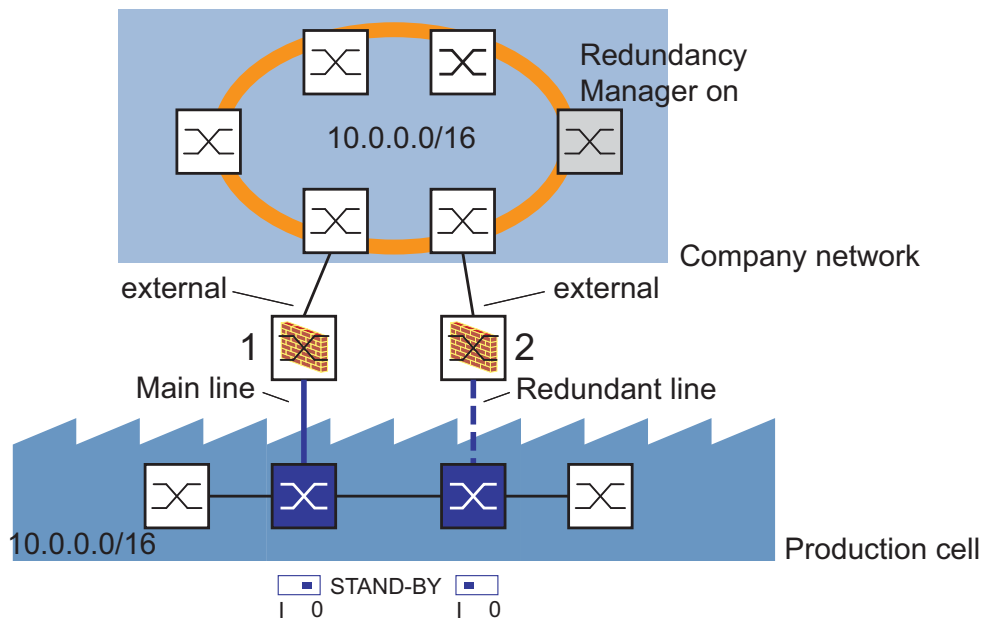 Redundancy
Manager on
10.0.0.0/16
Company network
external
external
1
2
Main line
Redundant line
10.0.0.0/16
Production cell
STAND-BY
I 0
I 0